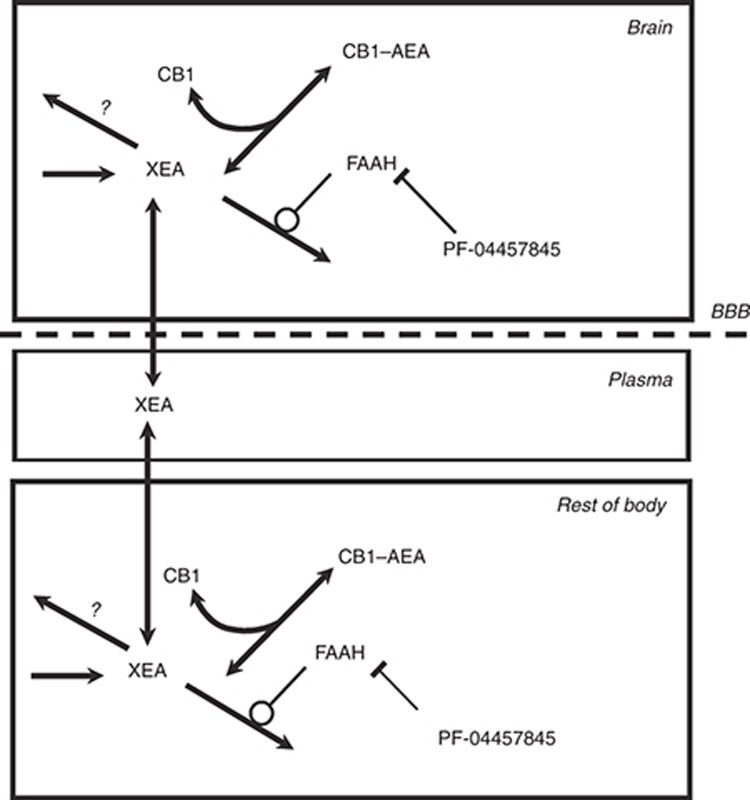 Brain
CB1–AEA
CB1
?
XEA
FAAH
PF-04457845
BBB
Plasma
XEA
Rest of body
CB1–AEA
CB1
?
FAAH
XEA
PF-04457845